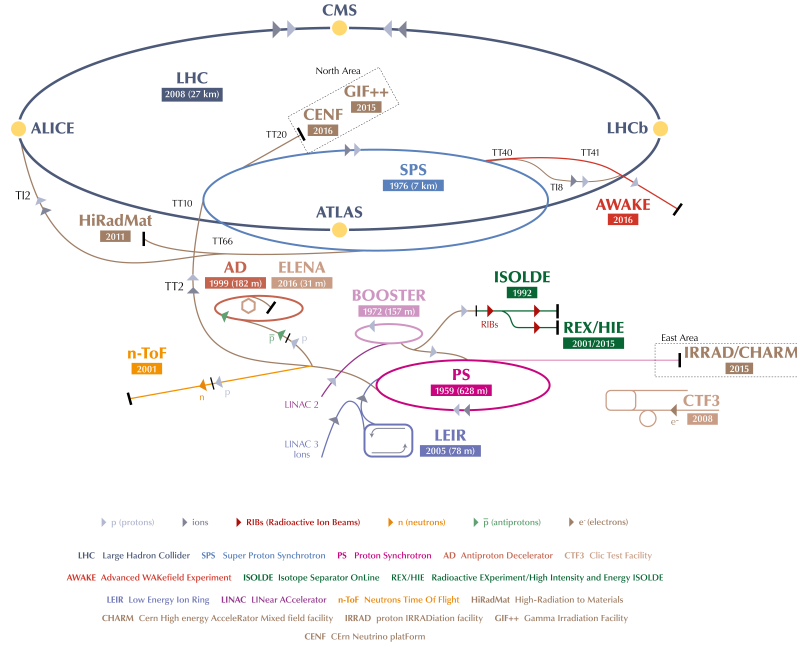 CMS
LHC
2008 (27 km)
North Area
GIF++
2015
CENF
2016
TT20
ALICE
LHCb
TT40
TT41
SPS
1976 (7 km)
TI8
TI2
TT10
AWAKE
2016
ATLAS
HiRadMat
2011
TT66
AD
1999 (182 m)
ELENA
2016 (31 m)
TT2
ISOLDE
1992
BOOSTER
1972 (157 m)
RIBs
REX/HIE
2001/2015
p̅
p
East Area
IRRAD/CHARM
2015
n-ToF
2001
n
p
PS
1959 (628 m)
LINAC 2
CTF3
2008
e-
LINAC 3
Ions
LEIR
2005 (78 m)
p (protons) ions RIBs (Radioactive Ion Beams) n (neutrons) p̅ (antiprotons) e- (electrons)
LHC Large Hadron Collider SPS Super Proton Synchrotron PS Proton Synchrotron AD Antiproton Decelerator CTF3 Clic Test Facility
AWAKE Advanced WAKefield Experiment ISOLDE Isotope Separator OnLine REX/HIE Radioactive EXperiment/High Intensity and Energy ISOLDE
LEIR Low Energy Ion Ring LINAC LINear ACcelerator n-ToF Neutrons Time Of Flight HiRadMat High-Radiation to Materials
CHARM Cern High energy AcceleRator Mixed field facility IRRAD proton IRRADiation facility GIF++ Gamma Irradiation Facility
CENF CErn Neutrino platForm